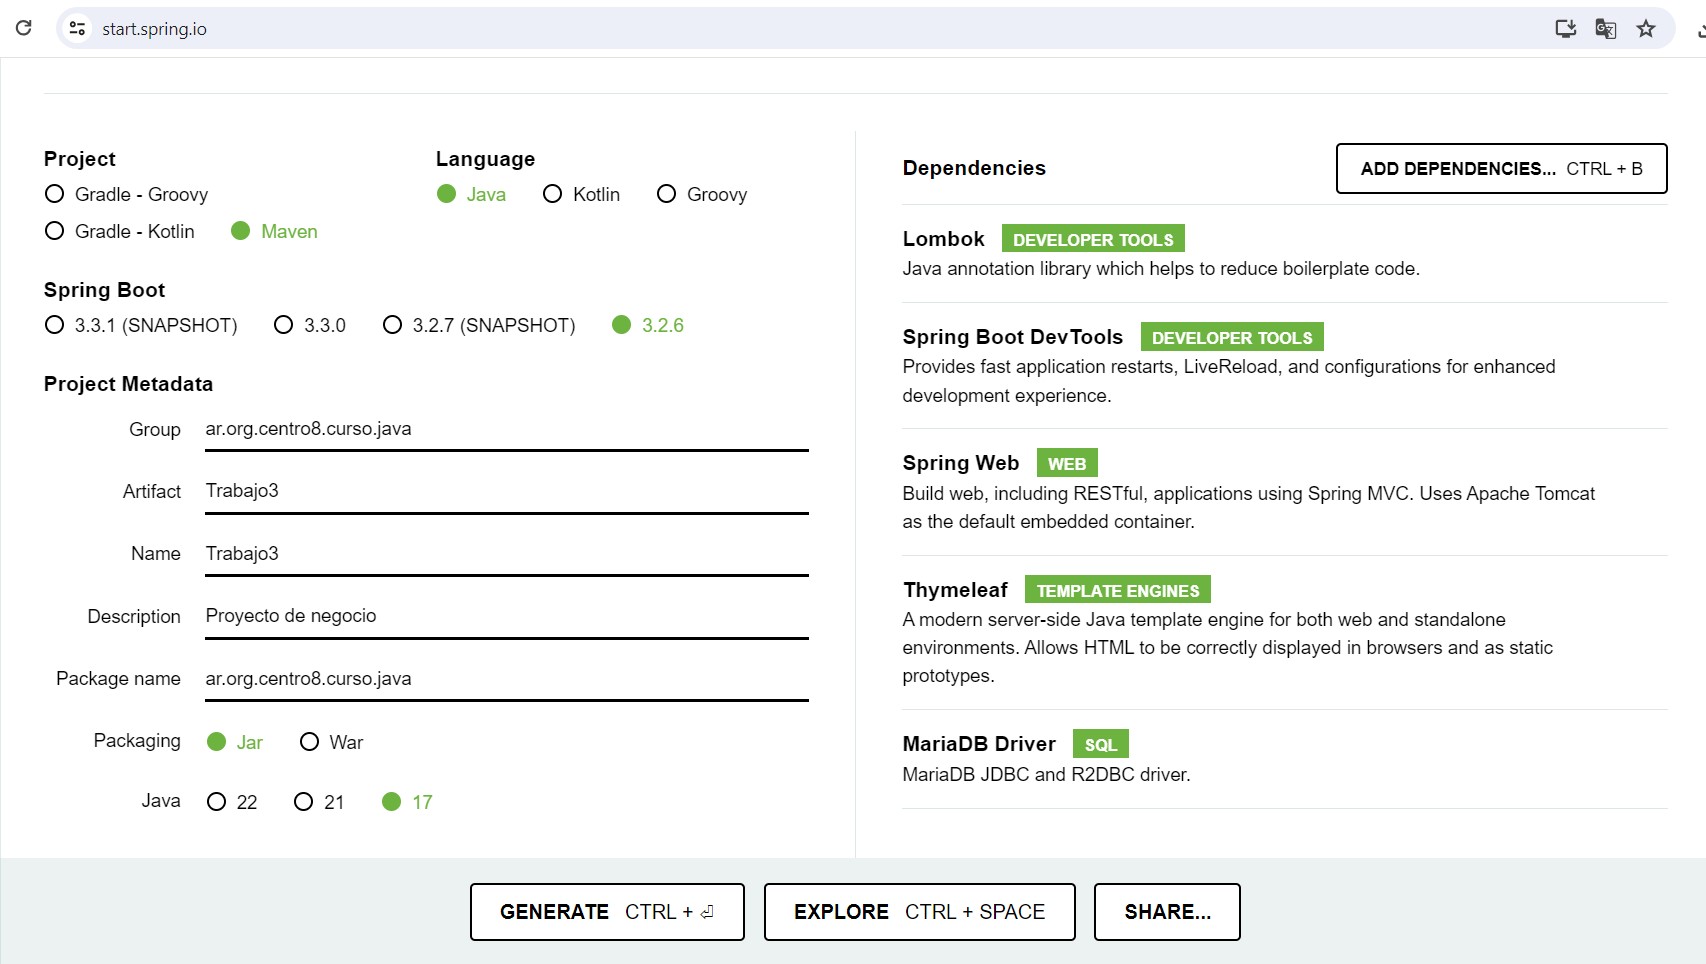 start.spring.io
Project
Gradle - Groovy
Gradle - Kotlin Maven
Language
Java Kotlin Groovy
Spring Boot
3.3.1 (SNAPSHOT) 3.3.0 3.2.7 (SNAPSHOT) 3.2.6
Project Metadata
Group ar.org.centro8.curso.java
Artifact Trabajo3
Name Trabajo3
Description Proyecto de negocio
Package name ar.org.centro8.curso.java
Packaging Jar War
Java 22 21 17
Dependencies
ADD DEPENDENCIES... CTRL + B
Lombok DEVELOPER TOOLS
Java annotation library which helps to reduce boilerplate code.
Spring Boot DevTools DEVELOPER TOOLS
Provides fast application restarts, LiveReload, and configurations for enhanced
development experience.
Spring Web WEB
Build web, including RESTful, applications using Spring MVC. Uses Apache Tomcat
as the default embedded container.
Thymeleaf TEMPLATE ENGINES
A modern server-side Java template engine for both web and standalone
environments. Allows HTML to be correctly displayed in browsers and as static
prototypes.
MariaDB Driver SQL
MariaDB JDBC and R2DBC driver.
GENERATE CTRL + ⏎
EXPLORE CTRL + SPACE
SHARE...